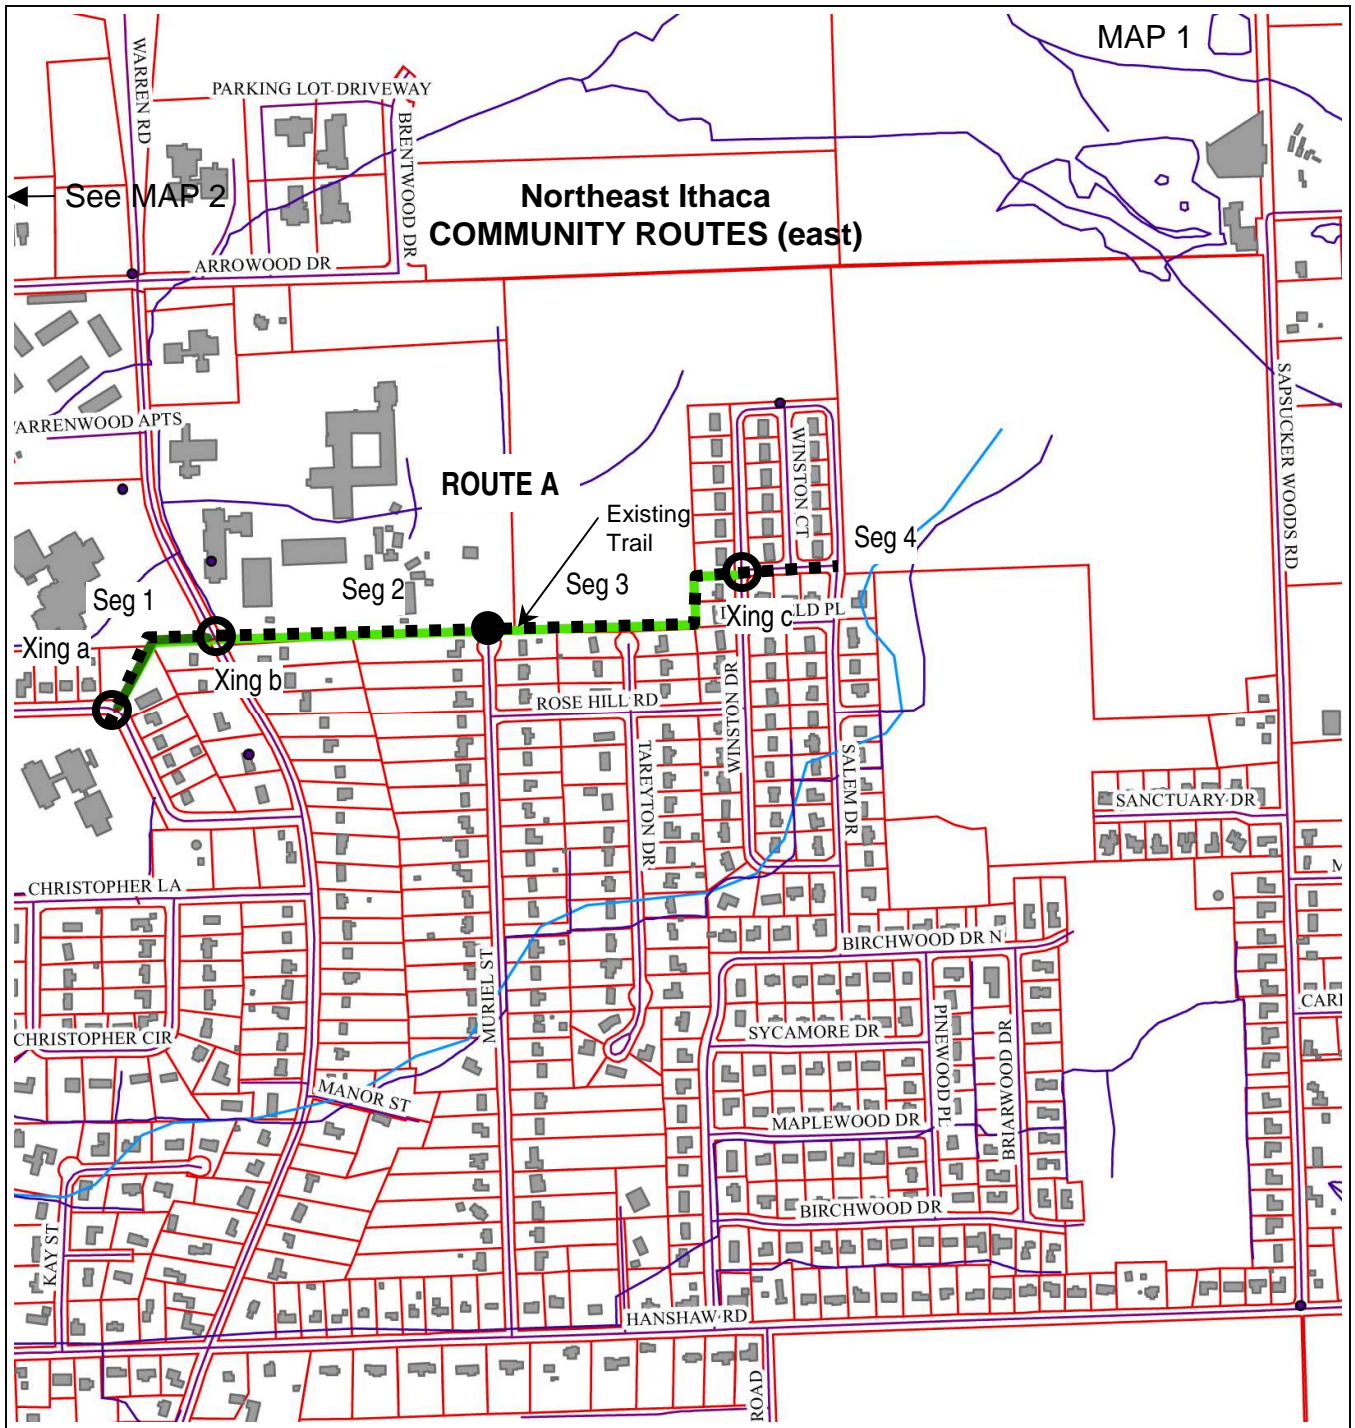 MAP 1
WARREN RD
PARKING LOT DRIVEWAY
BRENTWOOD DR
See MAP 2
Northeast Ithaca
COMMUNITY ROUTES (east)
ARROWOOD DR
SAPSUCKER WOODS RD
ARRENWOOD APTS
WINSTON CT
ROUTE A
Existing
Trail
Seg 4
Seg 2
Seg 3
Seg 1
ELD PL
Xing c
Xing a
Xing b
ROSE HILL RD
WINSTON DR
TAREYTON DR
SALEM DR
SANCTUARY DR
CHRISTOPHER LA
M
BIRCHWOOD DR N
MURIEL ST
CARI
SYCAMORE DR
PINEWOOD PL
BRIARWOOD DR
CHRISTOPHER CIR
MANOR ST
MAPLEWOOD DR
BIRCHWOOD DR
KAY ST
HANSHAW RD
ROAD